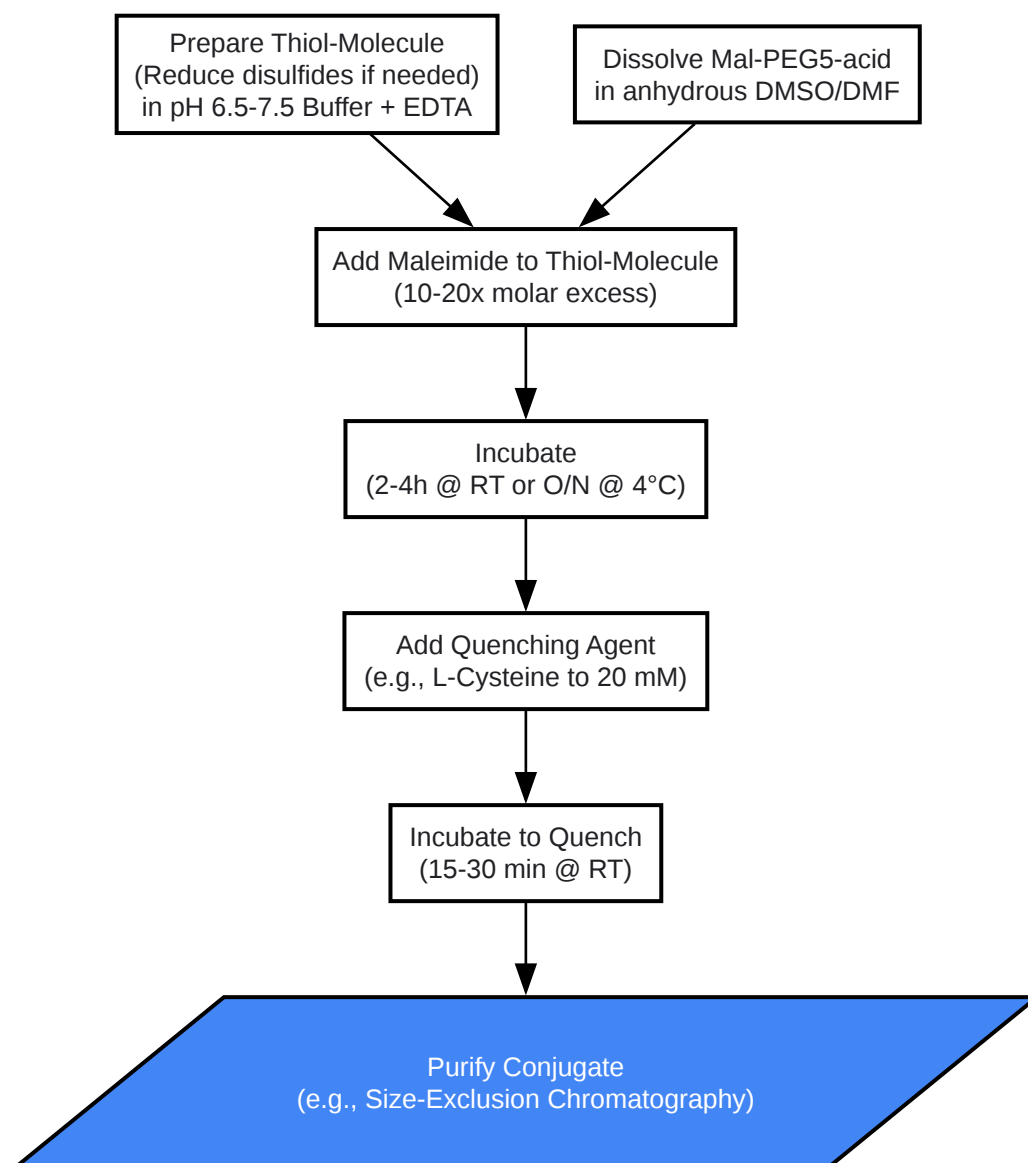 Prepare Thiol-Molecule
(Reduce disulfides if needed)
in pH 6.5-7.5 Buffer + EDTA
Dissolve Mal-PEG5-acid
in anhydrous DMSO/DMF
Add Maleimide to Thiol-Molecule
(10-20x molar excess)
Incubate
(2-4h @ RT or O/N @ 4°C)
Add Quenching Agent
(e.g., L-Cysteine to 20 mM)
Incubate to Quench
(15-30 min @ RT)
Purify Conjugate
(e.g., Size-Exclusion Chromatography)